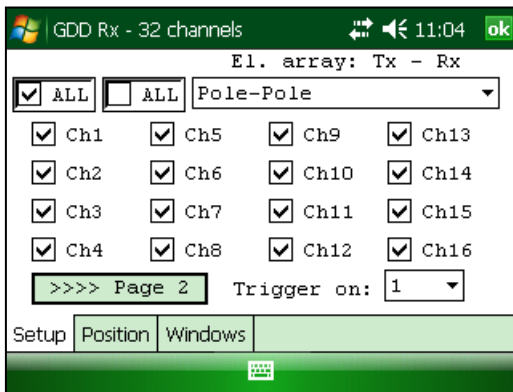 GDD Rx - 32 channels 11:04 ok
El. array: Tx - Rx
ALL ALL Pole-Pole
Ch1 Ch5 Ch9 Ch13
Ch2 Ch6 Ch10 Ch14
Ch3 Ch7 Ch11 Ch15
Ch4 Ch8 Ch12 Ch16
>>>> Page 2 Trigger on: 1
Setup Position Windows